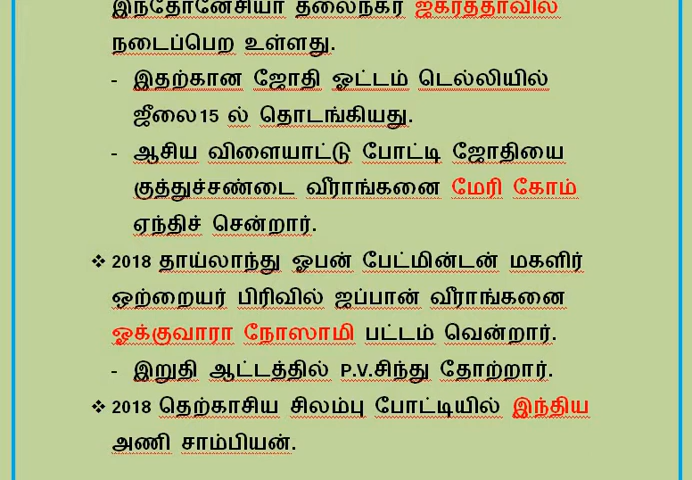 இந்தோனேசியா தலைநகர் ஜகர்த்தாவில்
நடைப்பெற உள்ளது.
- இதற்கான ஜோதி ஓட்டம் டெல்லியில்
ஜீலை15 ல் தொடங்கியது.
- ஆசிய விளையாட்டு போட்டி ஜோதியை
குத்துச்சண்டை வீராங்கனை மேரி கோம்
ஏந்திச் சென்றார்.
❖ 2018 தாய்லாந்து ஓபன் பேட்மின்டன் மகளிர்
ஒற்றையர் பிரிவில் ஜப்பான் வீராங்கனை
ஓக்குவாரா நோஸாமி பட்டம் வென்றார்.
- இறுதி ஆட்டத்தில் P.V.சிந்து தோற்றார்.
❖ 2018 தெற்காசிய சிலம்பு போட்டியில் இந்திய
அணி சாம்பியன்.